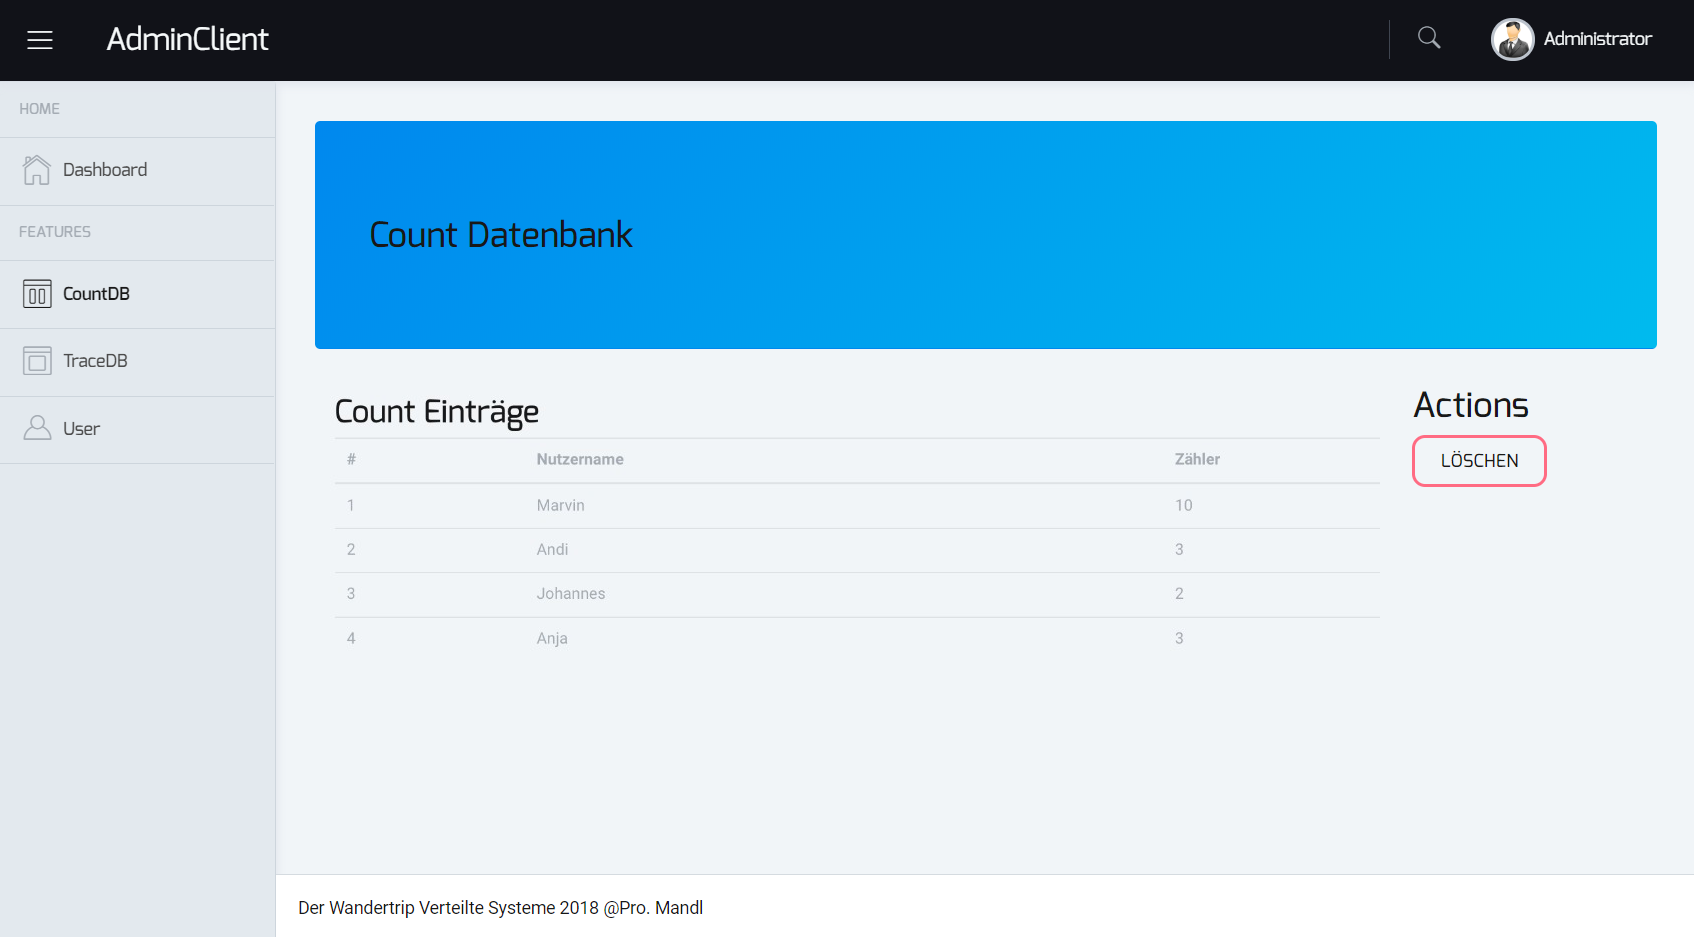 AdminClient
Administrator
HOME
Dashboard
FEATURES
CountDB
TraceDB
User
Count Datenbank
Count Einträge
# Nutzername Zähler
1 Marvin 10
2 Andi 3
3 Johannes 2
4 Anja 3
Actions
LÖSCHEN
Der Wandertrip Verteilte Systeme 2018 @Pro. Mandl